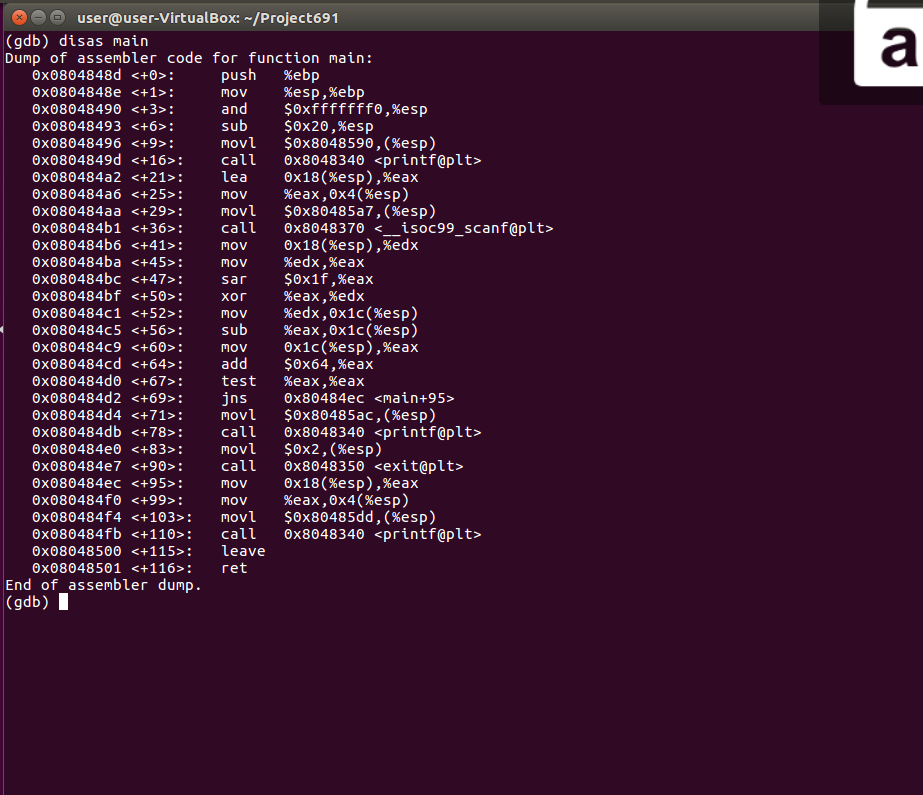 user@user-VirtualBox: ~/Project691
a
(gdb) disas main
Dump of assembler code for function main:
   0x0804848d <+0>:     push   %ebp
   0x0804848e <+1>:     mov    %esp,%ebp
   0x08048490 <+3>:     and    $0xfffffff0,%esp
   0x08048493 <+6>:     sub    $0x20,%esp
   0x08048496 <+9>:     movl   $0x8048590,(%esp)
   0x0804849d <+16>:    call   0x8048340 <printf@plt>
   0x080484a2 <+21>:    lea    0x18(%esp),%eax
   0x080484a6 <+25>:    mov    %eax,0x4(%esp)
   0x080484aa <+29>:    movl   $0x80485a7,(%esp)
   0x080484b1 <+36>:    call   0x8048370 <__isoc99_scanf@plt>
   0x080484b6 <+41>:    mov    0x18(%esp),%edx
   0x080484ba <+45>:    mov    %edx,%eax
   0x080484bc <+47>:    sar    $0x1f,%eax
   0x080484bf <+50>:    xor    %eax,%edx
   0x080484c1 <+52>:    mov    %edx,0x1c(%esp)
   0x080484c5 <+56>:    sub    %eax,0x1c(%esp)
   0x080484c9 <+60>:    mov    0x1c(%esp),%eax
   0x080484cd <+64>:    add    $0x64,%eax
   0x080484d0 <+67>:    test   %eax,%eax
   0x080484d2 <+69>:    jns    0x80484ec <main+95>
   0x080484d4 <+71>:    movl   $0x80485ac,(%esp)
   0x080484db <+78>:    call   0x8048340 <printf@plt>
   0x080484e0 <+83>:    movl   $0x2,(%esp)
   0x080484e7 <+90>:    call   0x8048350 <exit@plt>
   0x080484ec <+95>:    mov    0x18(%esp),%eax
   0x080484f0 <+99>:    mov    %eax,0x4(%esp)
   0x080484f4 <+103>:   movl   $0x80485dd,(%esp)
   0x080484fb <+110>:   call   0x8048340 <printf@plt>
   0x08048500 <+115>:   leave
   0x08048501 <+116>:   ret
End of assembler dump.
(gdb)